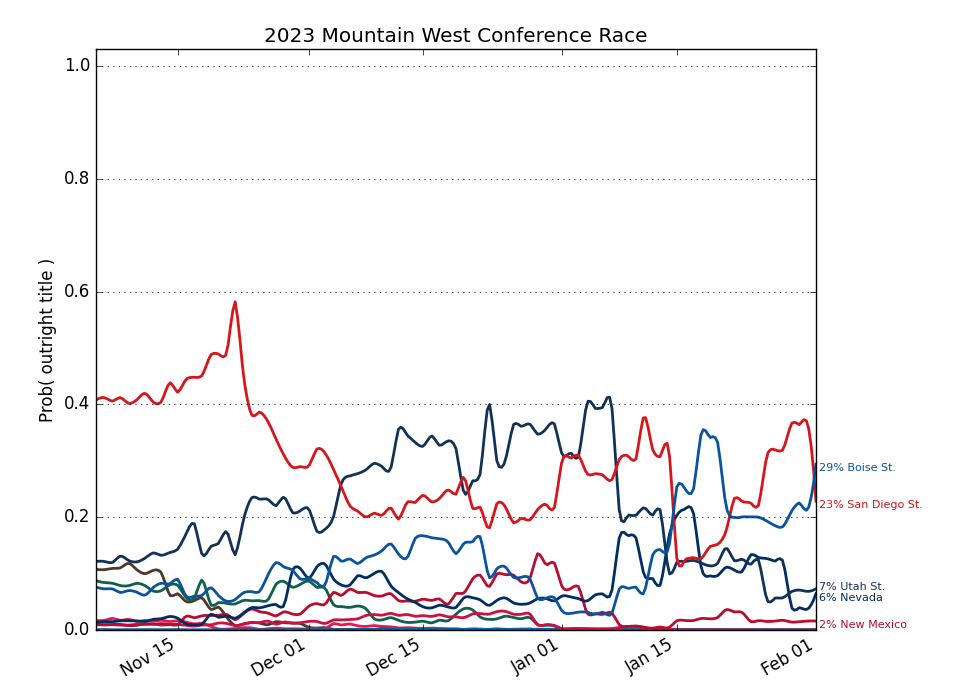 2023 Mountain West Conference Race
Prob( outright title )
1.0
0.8
0.6
0.4
0.2
0.0
Nov 15
Dec 01
Dec 15
Jan 01
Jan 15
Feb 01
29% Boise St.
23% San Diego St.
7% Utah St.
6% Nevada
2% New Mexico